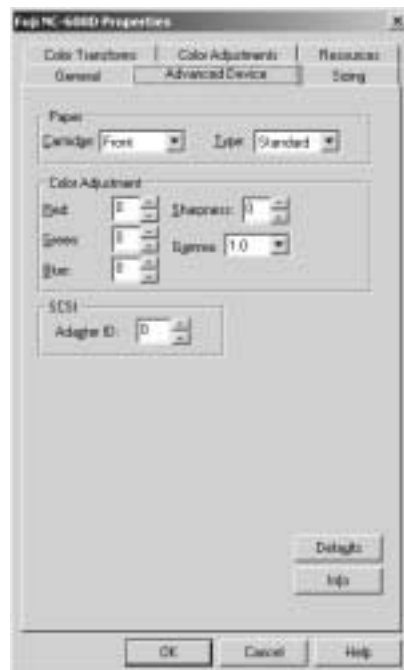 Fuji NC-600D Properties
Color Transforms Color Adjustments Resources
General Advanced Device Sizing
Paper
Cartridge: Front Type: Standard
Color Adjustment
Red: 0 Sharpness: 0
Green: 0 Gamma: 1.0
Blue: 0
SCSI
Adapter ID: 0
Defaults
Info
OK Cancel Help